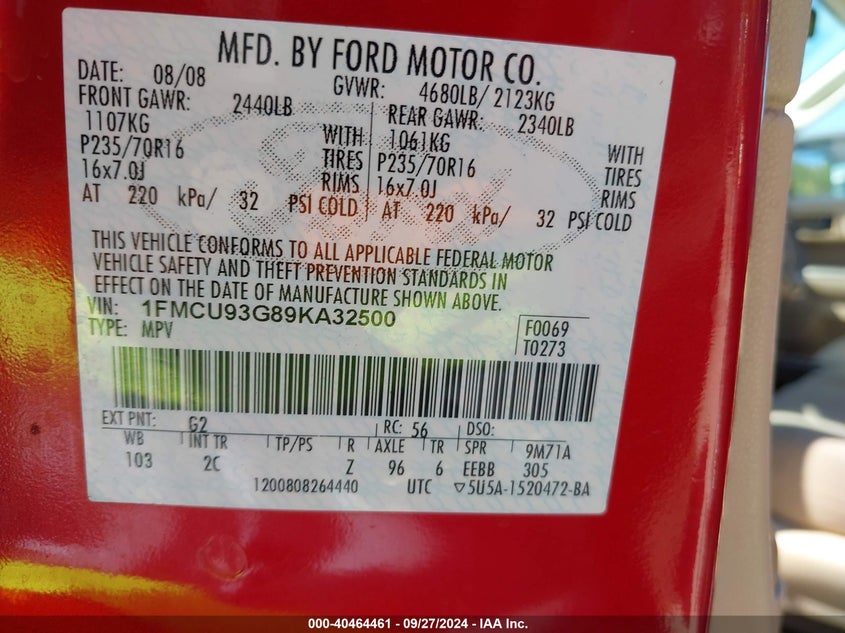 MFD. BY FORD MOTOR CO.
DATE: 08/08 GVWR: 4680LB/ 2123KG
FRONT GAWR: 2440LB REAR GAWR: 2340LB
1107KG WITH 1061KG WITH
P235/70R16 TIRES P235/70R16 TIRES
16x7.0J RIMS 16x7.0J RIMS
AT 220 kPa/ 32 PSI COLD AT 220 kPa/ 32 PSI COLD
THIS VEHICLE CONFORMS TO ALL APPLICABLE FEDERAL MOTOR
VEHICLE SAFETY AND THEFT PREVENTION STANDARDS IN
EFFECT ON THE DATE OF MANUFACTURE SHOWN ABOVE.
VIN: 1FMCU93G89KA32500
TYPE: MPV
F0069
T0273
EXT PNT: G2 RC: 56 DSO:
WB INT TR TP/PS R AXLE TR SPR 9M71A
103 2C Z 96 6 EEBB 305
1200808264440 UTC ▽5U5A-1520472-BA
000-40464461 - 09/27/2024 - IAA Inc.